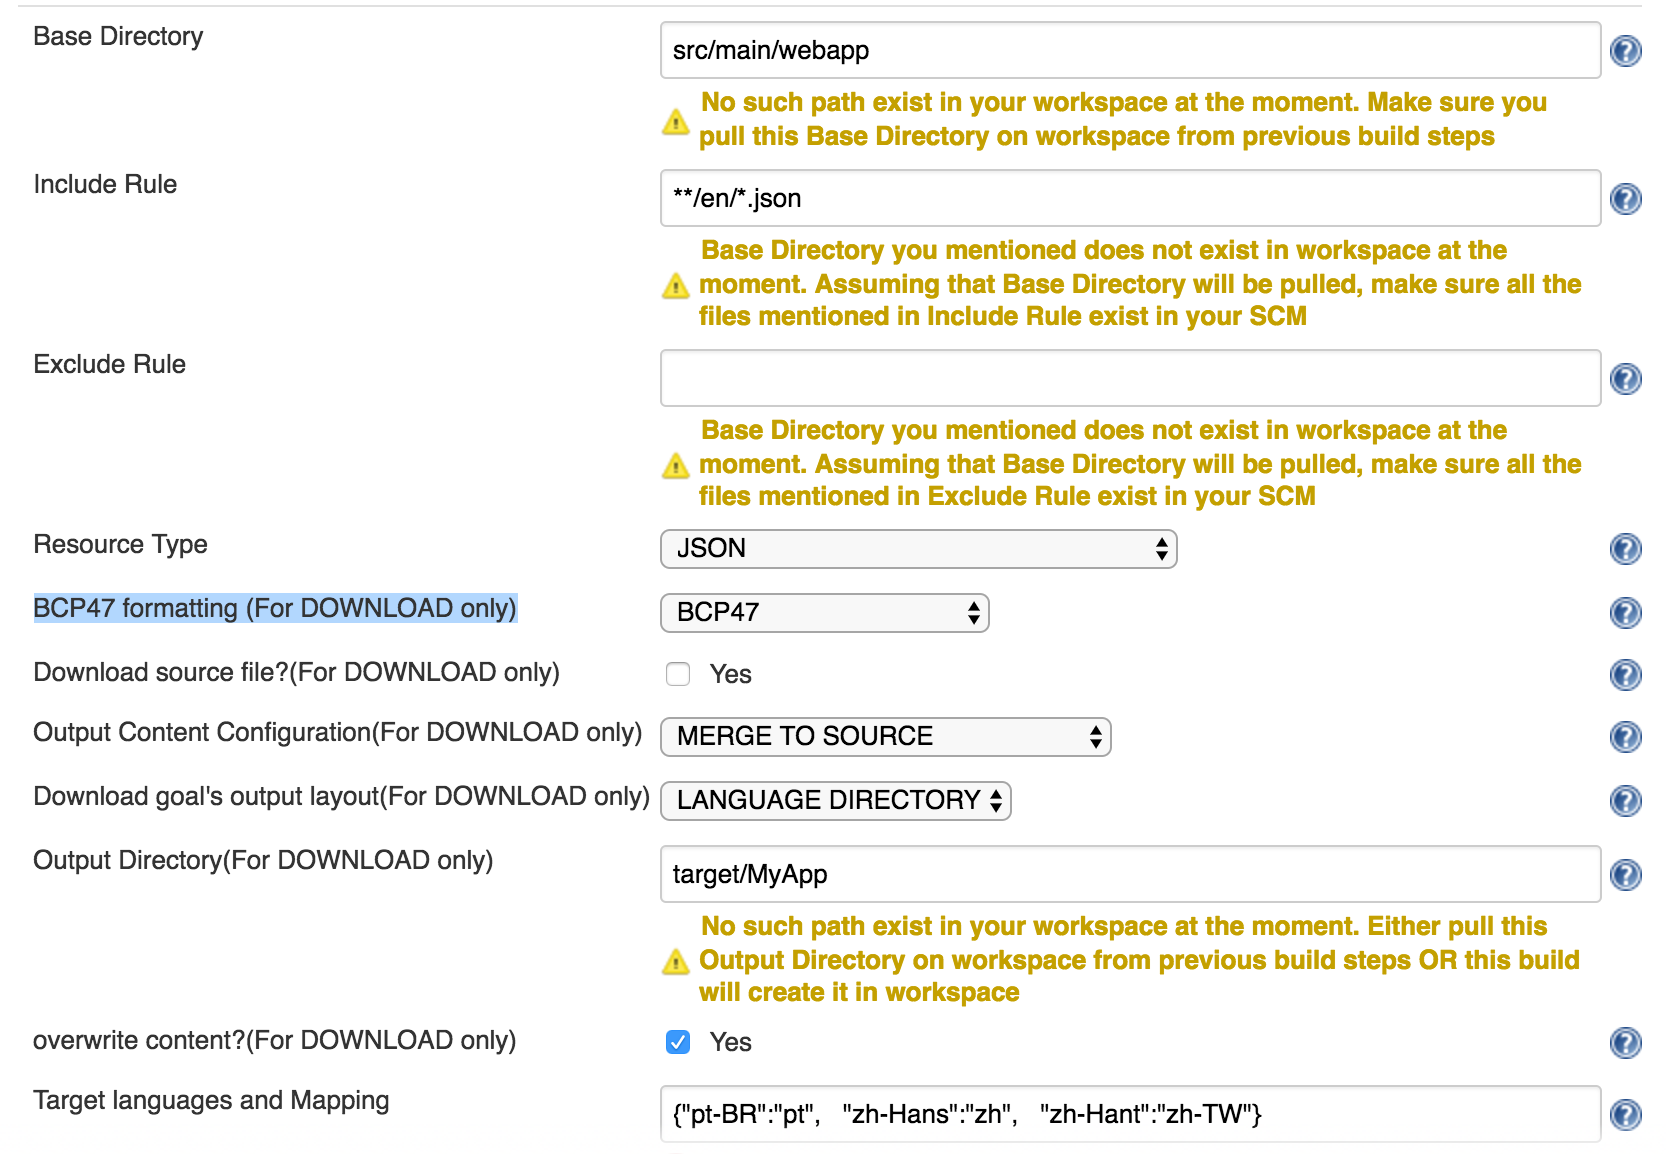 Base Directory
src/main/webapp
No such path exist in your workspace at the moment. Make sure you
pull this Base Directory on workspace from previous build steps
Include Rule
**/en/*.json
Base Directory you mentioned does not exist in workspace at the
moment. Assuming that Base Directory will be pulled, make sure all the
files mentioned in Include Rule exist in your SCM
Exclude Rule
Base Directory you mentioned does not exist in workspace at the
moment. Assuming that Base Directory will be pulled, make sure all the
files mentioned in Exclude Rule exist in your SCM
Resource Type
JSON
BCP47 formatting (For DOWNLOAD only)
BCP47
Download source file?(For DOWNLOAD only)
Yes
Output Content Configuration(For DOWNLOAD only)
MERGE TO SOURCE
Download goal's output layout(For DOWNLOAD only)
LANGUAGE DIRECTORY
Output Directory(For DOWNLOAD only)
target/MyApp
No such path exist in your workspace at the moment. Either pull this
Output Directory on workspace from previous build steps OR this build
will create it in workspace
overwrite content?(For DOWNLOAD only)
Yes
Target languages and Mapping
{"pt-BR":"pt", "zh-Hans":"zh", "zh-Hant":"zh-TW"}